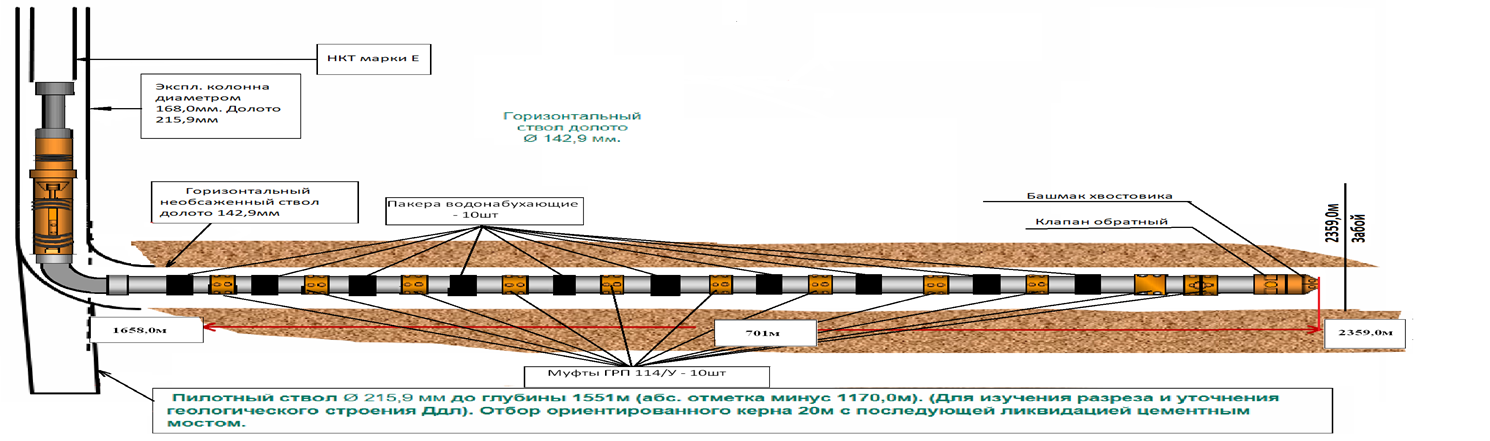 НКТ марки Е
Экспл. колонна
диаметром
168,0мм. Долото
215,9мм
Горизонтальный
ствол долото
Ø 142,9 мм.
Горизонтальный
необсаженный ствол
долото 142,9мм
Пакера водонабухающие
- 10шт
Башмак хвостовика
Клапан обратный
2359,0м
Забой
1658,0м
701м
2359,0м
Муфты ГРП 114/У - 10шт
Пилотный ствол Ø 215,9 мм до глубины 1551м (абс. отметка минус 1170,0м). (Для изучения разреза и уточнения
геологического строения Ддл). Отбор ориентированного керна 20м с последующей ликвидацией цементным
мостом.